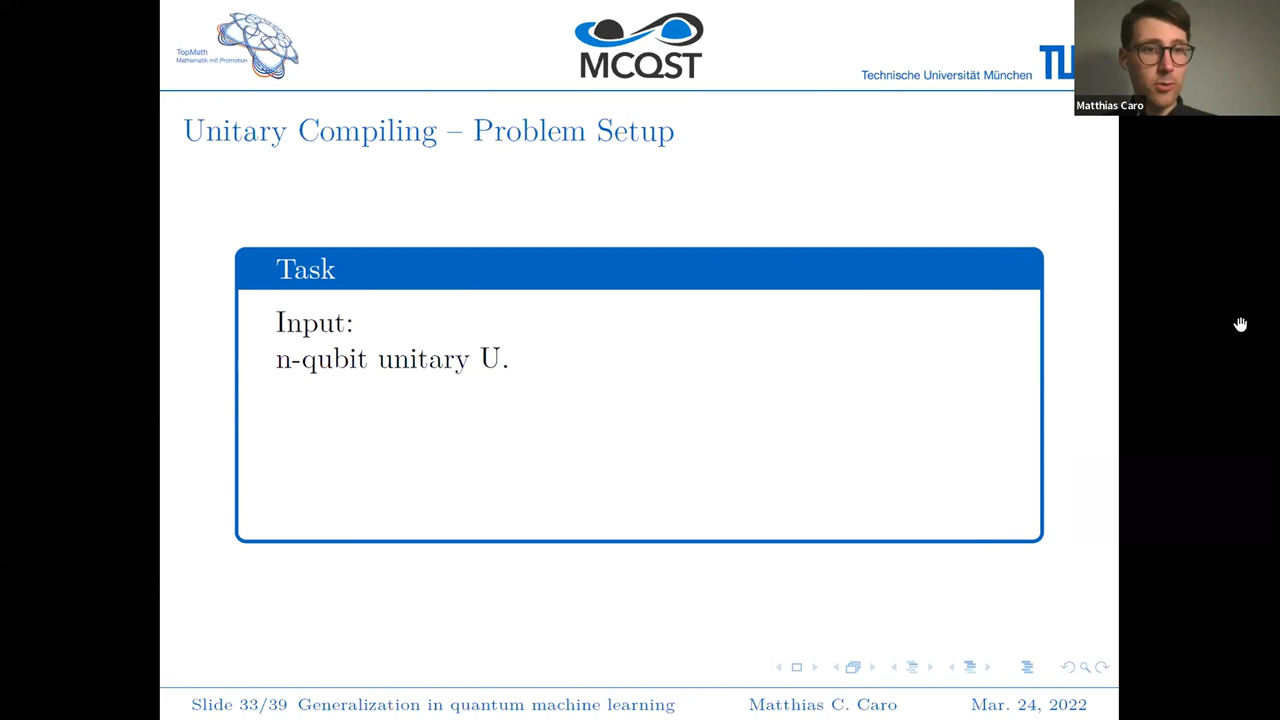 TopMath
Mathematik mit Promotion
MCQST
Technische Universität München
Matthias Caro
Unitary Compiling – Problem Setup
Task
Input:
n-qubit unitary U.
Slide 33/39 Generalization in quantum machine learning Matthias C. Caro Mar. 24, 2022